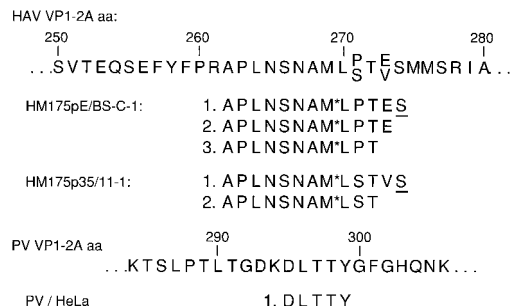 HAV VP1-2A aa:
250 260 270 280
...SVTEQSEFYFPRAPLNSNAMLPTESMMSRIA...
S V
HM175pE/BS-C-1: 1. APLNSNAM*LPTES
2. APLNSNAM*LPTE
3. APLNSNAM*LPT
HM175p35/11-1: 1. APLNSNAM*LSTVS
2. APLNSNAM*LST
290 300
PV VP1-2A aa
...KTSLPTLTGDKDLTTYGFGHQNK...
PV / HeLa 1. DLTTY